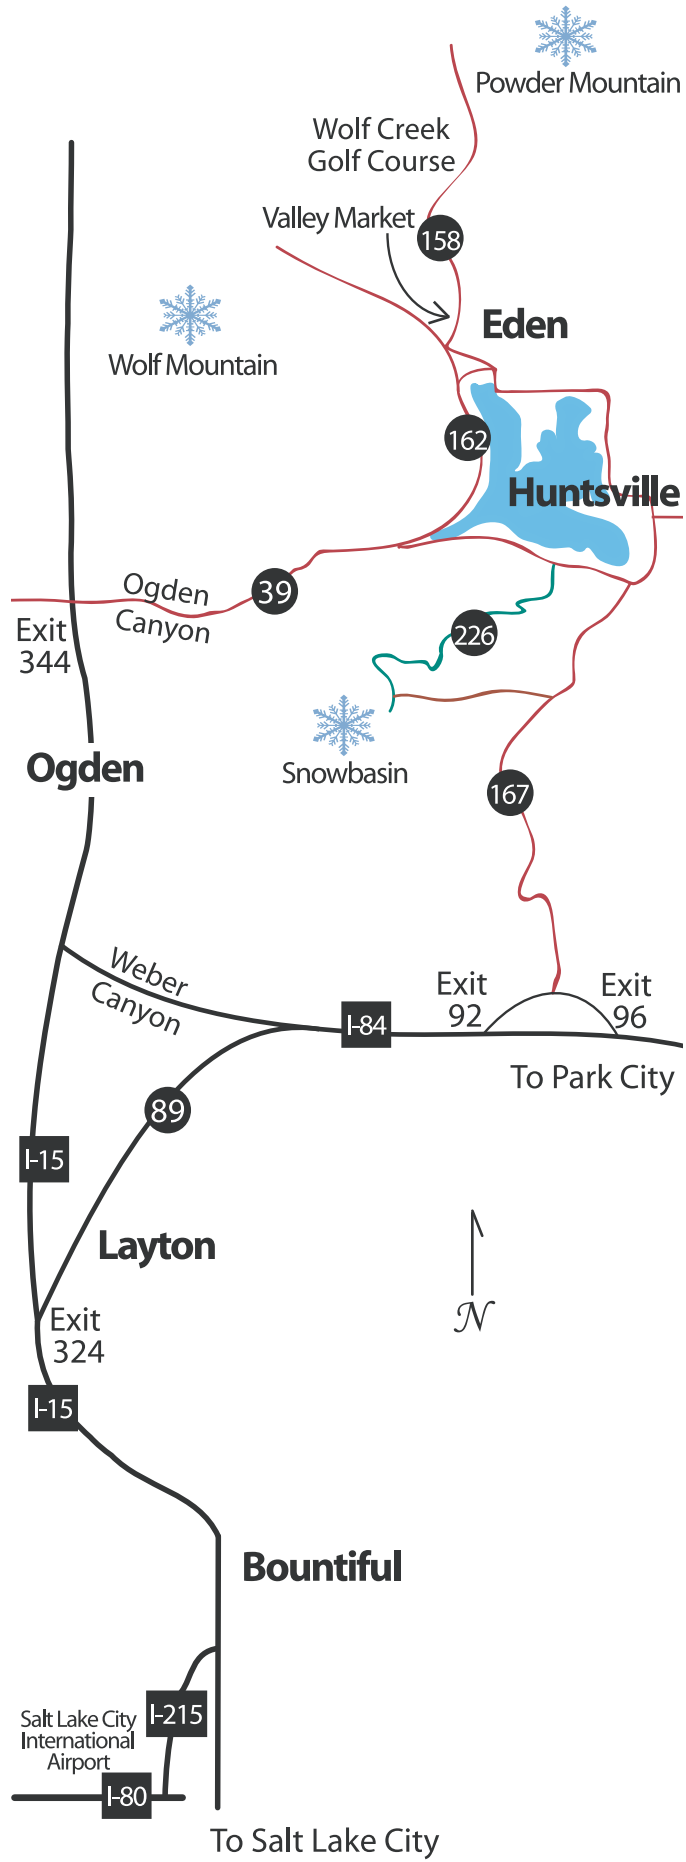 Powder Mountain
Wolf Creek
Golf Course
Valley Market
158
Eden
Wolf Mountain
162
Huntsville
Ogden
Canyon
39
Exit
344
226
Snowbasin
Ogden
167
Weber
Canyon
Exit
92
Exit
96
I-84
To Park City
89
I-15
Layton
N
Exit
324
I-15
Bountiful
I-215
Salt Lake City
International
Airport
I-80
To Salt Lake City